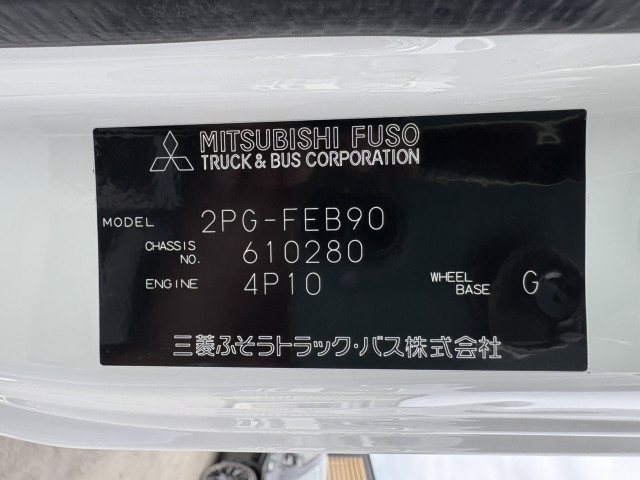 MITSUBISHI FUSO
TRUCK & BUS CORPORATION
MODEL 2PG-FEB90
CHASSIS NO. 610280
ENGINE 4P10 WHEEL BASE G
三菱ふそうトラック・バス株式会社